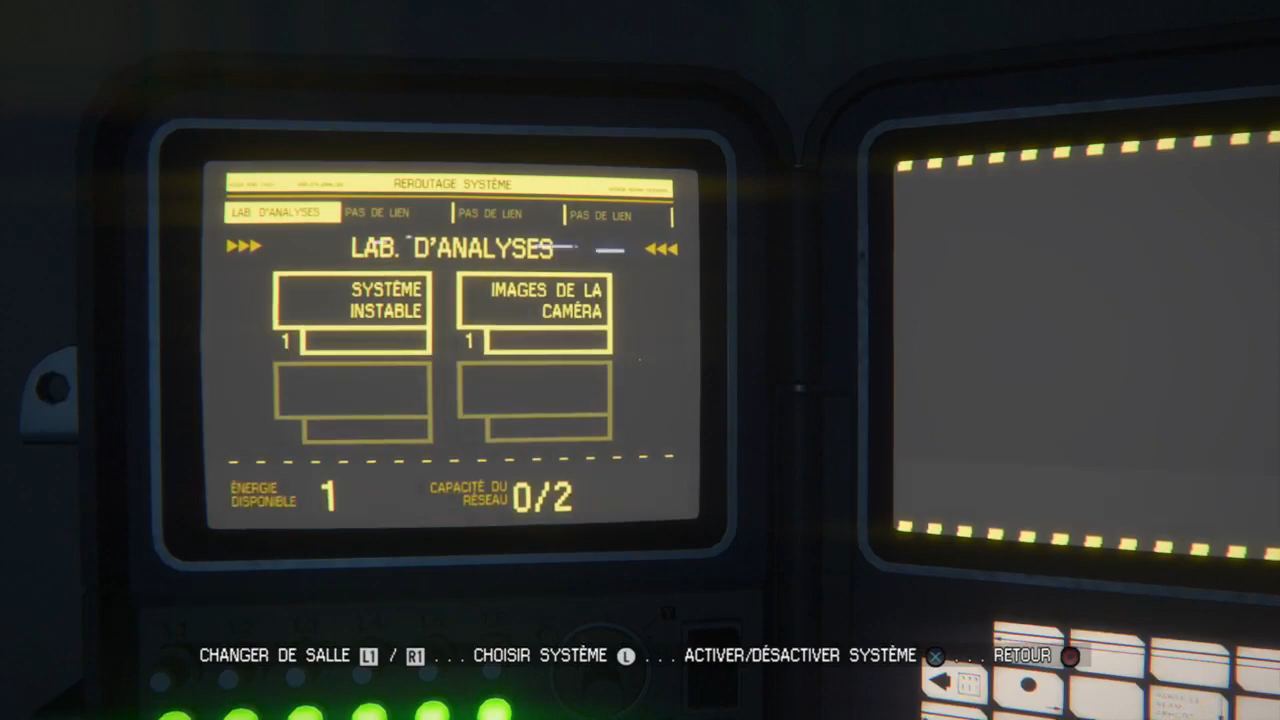 REROUTAGE SYSTÈME
LAB. D'ANALYSES PAS DE LIEN PAS DE LIEN PAS DE LIEN
LAB. D'ANALYSES
SYSTÈME
INSTABLE
1
IMAGES DE LA
CAMÉRA
1
ÉNERGIE
DISPONIBLE 1
CAPACITÉ DU
RÉSEAU 0/2
CHANGER DE SALLE L1 / R1 ... CHOISIR SYSTÈME L ... ACTIVER/DÉSACTIVER SYSTÈME ... RETOUR